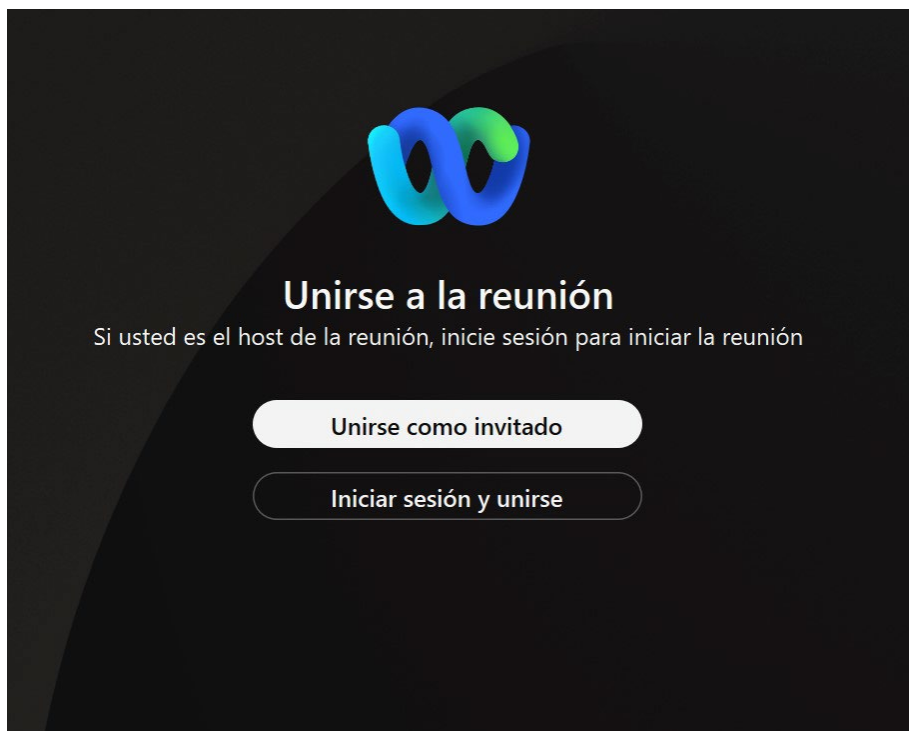 Unirse a la reunión
Si usted es el host de la reunión, inicie sesión para iniciar la reunión
Unirse como invitado
Iniciar sesión y unirse